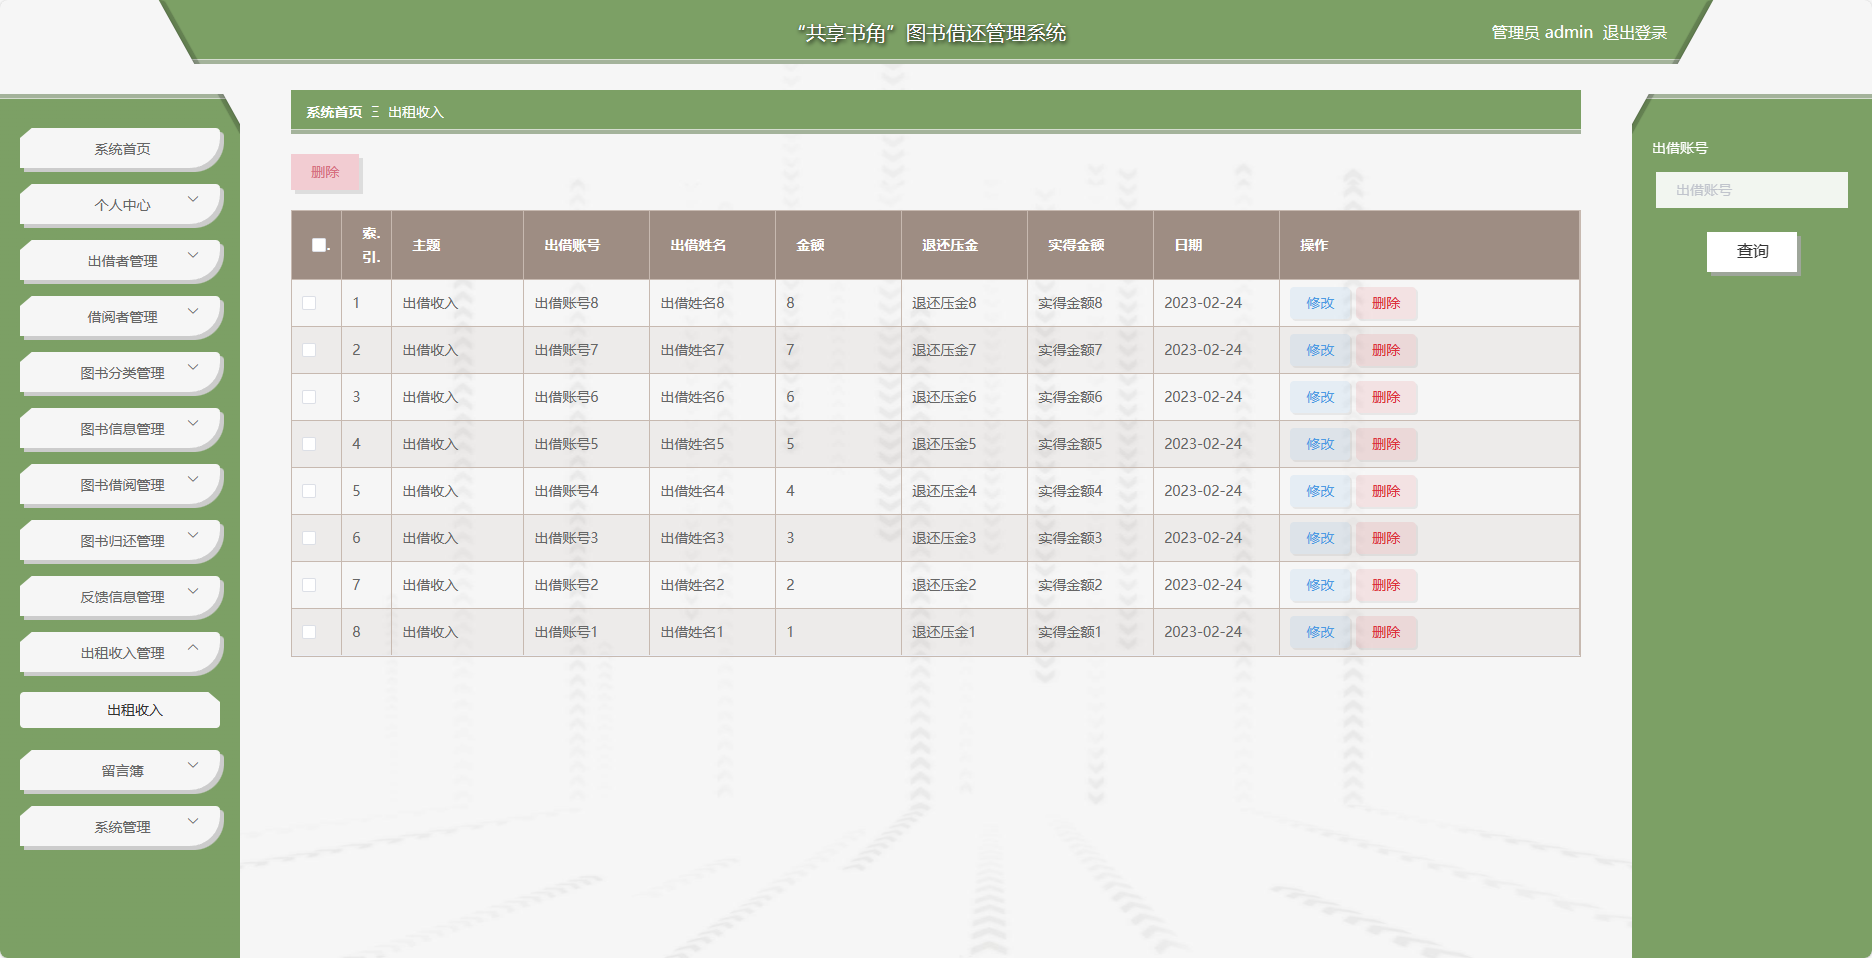 “共享书角”图书借还管理系统
管理员 admin 退出登录
系统首页
个人中心
出借者管理
借阅者管理
图书分类管理
图书信息管理
图书借阅管理
图书归还管理
反馈信息管理
出租收入管理
出租收入
留言簿
系统管理
系统首页 Ξ 出租收入
删除
索. 引. 主题 出借账号 出借姓名 金额 退还压金 实得金额 日期 操作
1 出借收入 出借账号8 出借姓名8 8 退还压金8 实得金额8 2023-02-24 修改 删除
2 出借收入 出借账号7 出借姓名7 7 退还压金7 实得金额7 2023-02-24 修改 删除
3 出借收入 出借账号6 出借姓名6 6 退还压金6 实得金额6 2023-02-24 修改 删除
4 出借收入 出借账号5 出借姓名5 5 退还压金5 实得金额5 2023-02-24 修改 删除
5 出借收入 出借账号4 出借姓名4 4 退还压金4 实得金额4 2023-02-24 修改 删除
6 出借收入 出借账号3 出借姓名3 3 退还压金3 实得金额3 2023-02-24 修改 删除
7 出借收入 出借账号2 出借姓名2 2 退还压金2 实得金额2 2023-02-24 修改 删除
8 出借收入 出借账号1 出借姓名1 1 退还压金1 实得金额1 2023-02-24 修改 删除
出借账号
出借账号
查询